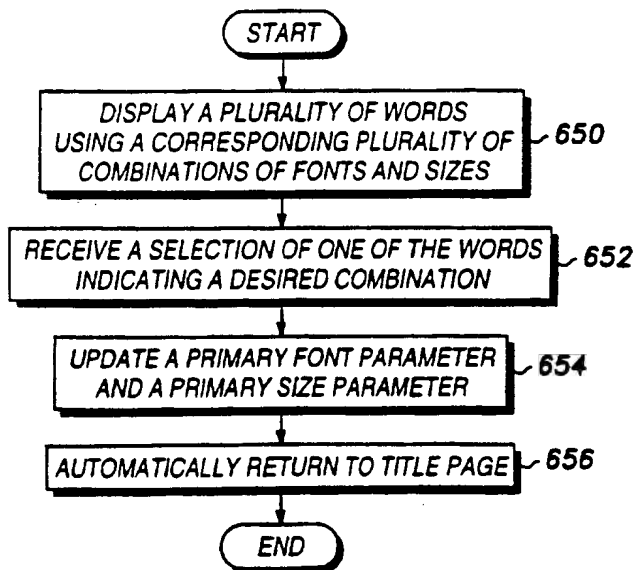 START
DISPLAY A PLURALITY OF WORDS
USING A CORRESPONDING PLURALITY OF
COMBINATIONS OF FONTS AND SIZES
650
RECEIVE A SELECTION OF ONE OF THE WORDS
INDICATING A DESIRED COMBINATION
652
UPDATE A PRIMARY FONT PARAMETER
AND A PRIMARY SIZE PARAMETER
654
AUTOMATICALLY RETURN TO TITLE PAGE
656
END